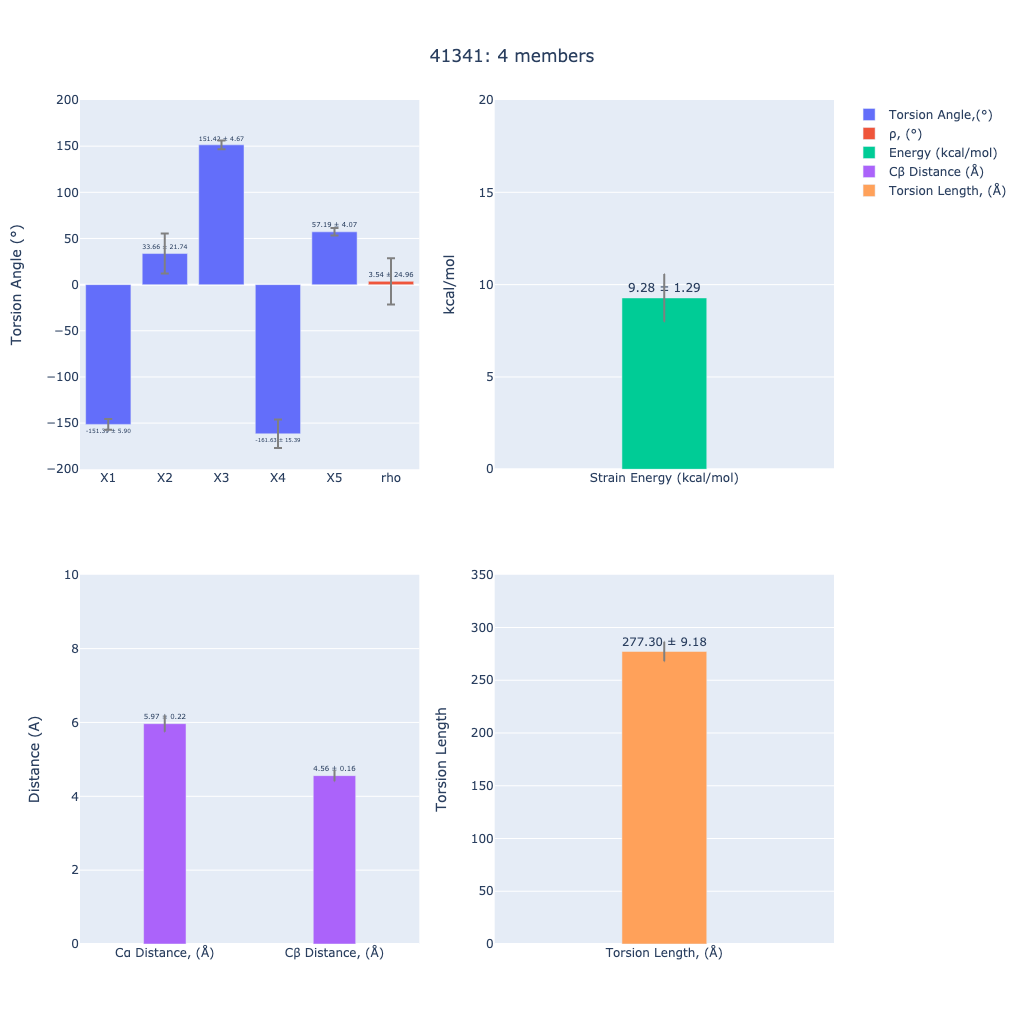 41341: 4 members
Torsion Angle (°)
200
150
100
50
0
−50
−100
−150
−200
-151.39 ± 5.90
33.66 ± 21.74
151.42 ± 4.67
-161.63 ± 15.39
57.19 ± 4.07
3.54 ± 24.96
X1 X2 X3 X4 X5 rho
kcal/mol
20
15
10
5
0
9.28 ± 1.29
Strain Energy (kcal/mol)
Torsion Angle,(°)
ρ, (°)
Energy (kcal/mol)
Cβ Distance (Å)
Torsion Length, (Å)
Distance (A)
10
8
6
4
2
0
5.97 ± 0.22
4.56 ± 0.16
Cα Distance, (Å) Cβ Distance, (Å)
Torsion Length
350
300
250
200
150
100
50
0
277.30 ± 9.18
Torsion Length, (Å)